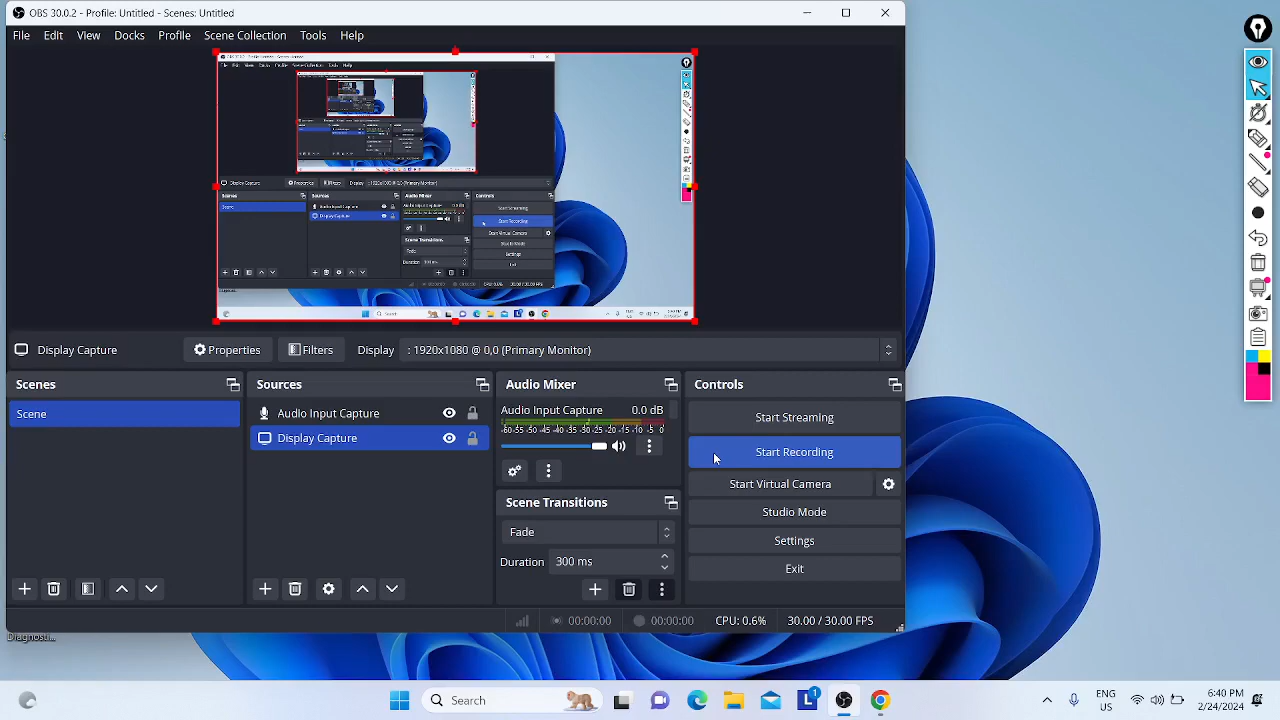 OBS 30.0.2 - Profile: Untitled - Scenes: Untitled
File Edit View Docks Profile Scene Collection Tools Help
Display Capture Properties Filters Display : 1920x1080 @ 0,0 (Primary Monitor)
Scenes
Scene
Sources
Audio Input Capture
Display Capture
Audio Mixer
Audio Input Capture 0.0 dB
-60 -55 -50 -45 -40 -35 -30 -25 -20 -15 -10 -5 0
Scene Transitions
Fade
Duration 300 ms
Controls
Start Streaming
Start Recording
Start Virtual Camera
Studio Mode
Settings
Exit
00:00:00 00:00:00 CPU: 0.6% 30.00 / 30.00 FPS
Diagnosti...
Search
L 1
ENG
US
6:40 PM
2/24/2024